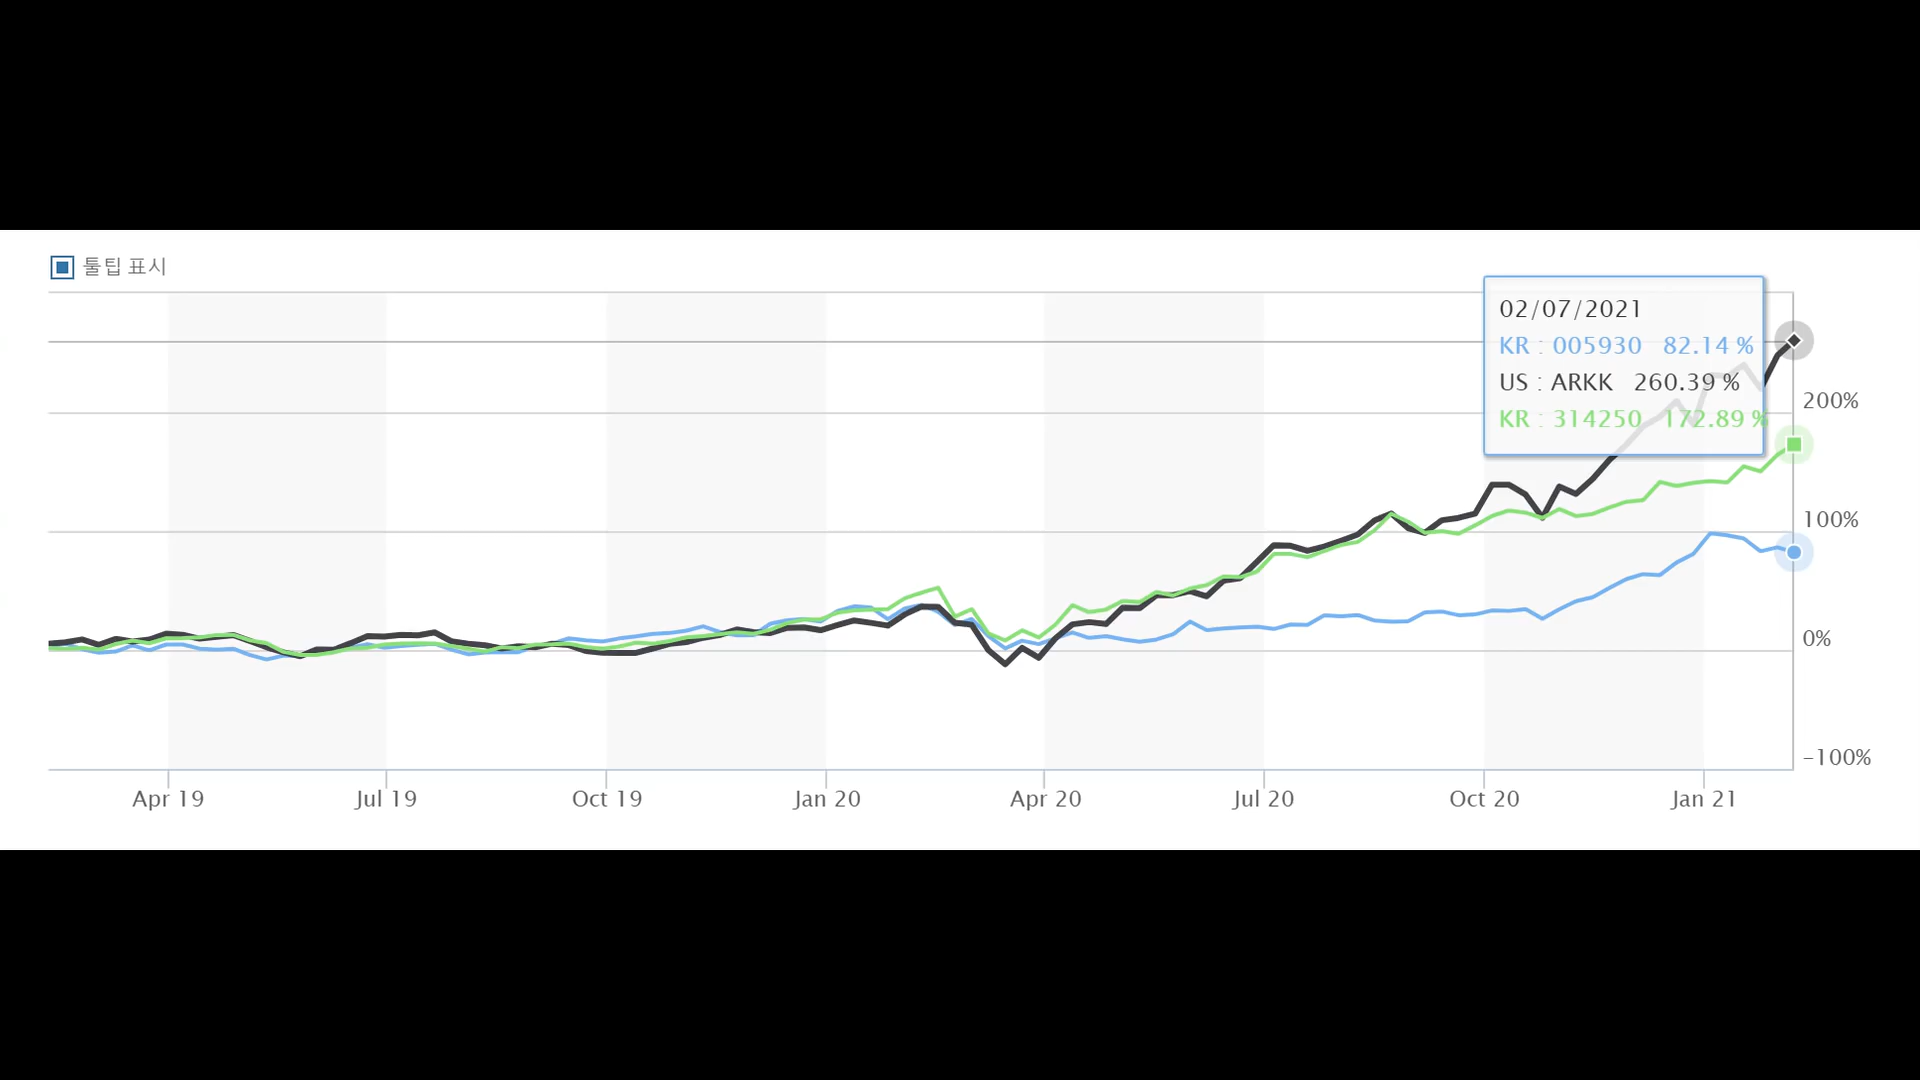 툴팁 표시
02/07/2021
KR : 005930 82.14 %
US : ARKK 260.39 %
KR : 314250 172.89 %
200%
100%
0%
-100%
Apr 19 Jul 19 Oct 19 Jan 20 Apr 20 Jul 20 Oct 20 Jan 21